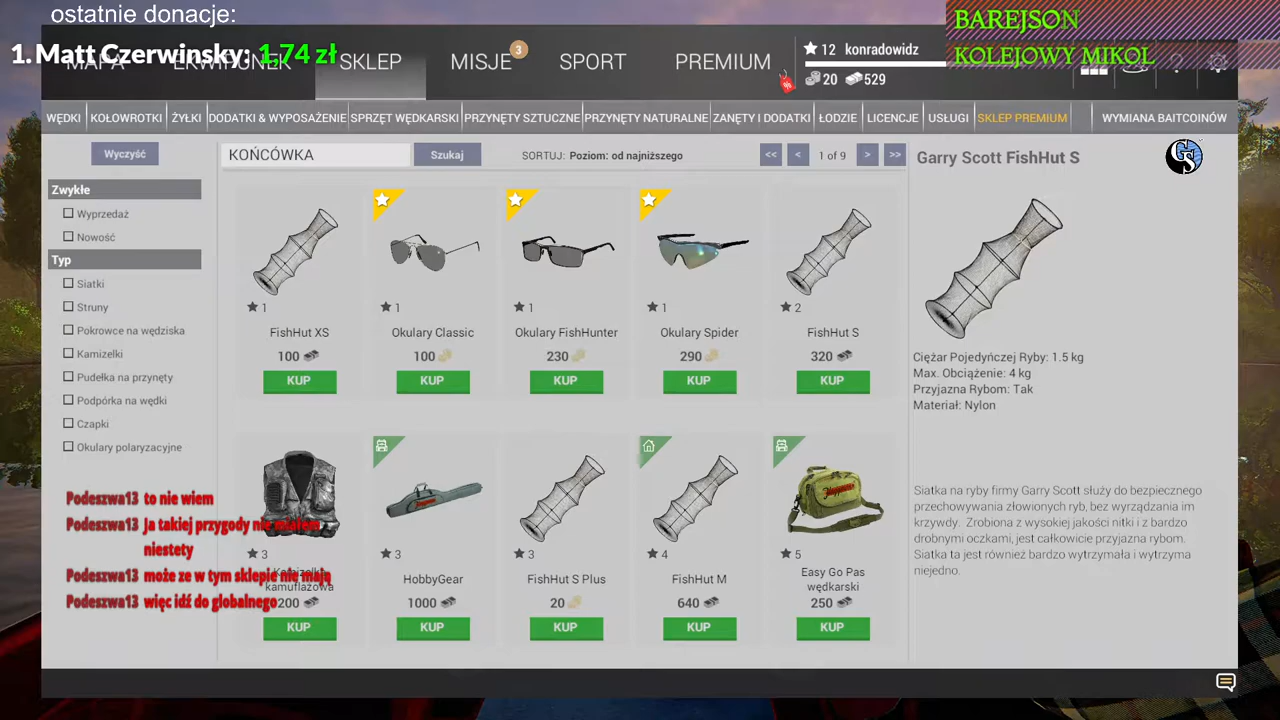 ostatnie donacje:
1. Matt Czerwinsky: 1,74 zł
BAREJSON
KOLEJOWY MIKOL
MAPA EKWIPUNEK SKLEP MISJE 3 SPORT PREMIUM
12 konradowidz
20 529
WĘDKI KOŁOWROTKI ŻYŁKI DODATKI & WYPOSAŻENIE SPRZĘT WĘDKARSKI PRZYNĘTY SZTUCZNE PRZYNĘTY NATURALNE ZANĘTY I DODATKI ŁODZIE LICENCJE USŁUGI SKLEP PREMIUM WYMIANA BAITCOINÓW
Wyczyść
KOŃCÓWKA Szukaj SORTUJ: Poziom: od najniższego << < 1 of 9 > >>
Zwykłe
Wyprzedaż
Nowość
Typ
Siatki
Struny
Pokrowce na wędziska
Kamizelki
Pudełka na przynęty
Podpórka na wędki
Czapki
Okulary polaryzacyjne
1 1 1 1 2
FishHut XS Okulary Classic Okulary FishHunter Okulary Spider FishHut S
100 100 230 290 320
KUP KUP KUP KUP KUP
3 3 3 4 5
Kamizelka kamuflażowa HobbyGear FishHut S Plus FishHut M Easy Go Pas
wędkarski
200 1000 20 640 250
KUP KUP KUP KUP KUP
Podeszwa13 to nie wiem
Podeszwa13 ja takiej przygody nie miałem
niestety
Podeszwa13 może ze w tym sklepie nie mają
Podeszwa13 więc idź do globalnego
Garry Scott FishHut S
GS
Ciężar Pojedyńczej Ryby: 1.5 kg
Max. Obciążenie: 4 kg
Przyjazna Rybom: Tak
Materiał: Nylon
Siatka na ryby firmy Garry Scott służy do bezpiecznego
przechowywania złowionych ryb, bez wyrządzania im
krzywdy. Zrobiona z wysokiej jakości nitki i z bardzo
drobnymi oczkami, jest całkowicie przyjazna rybom.
Siatka ta jest również bardzo wytrzymała i wytrzyma
niejedno.